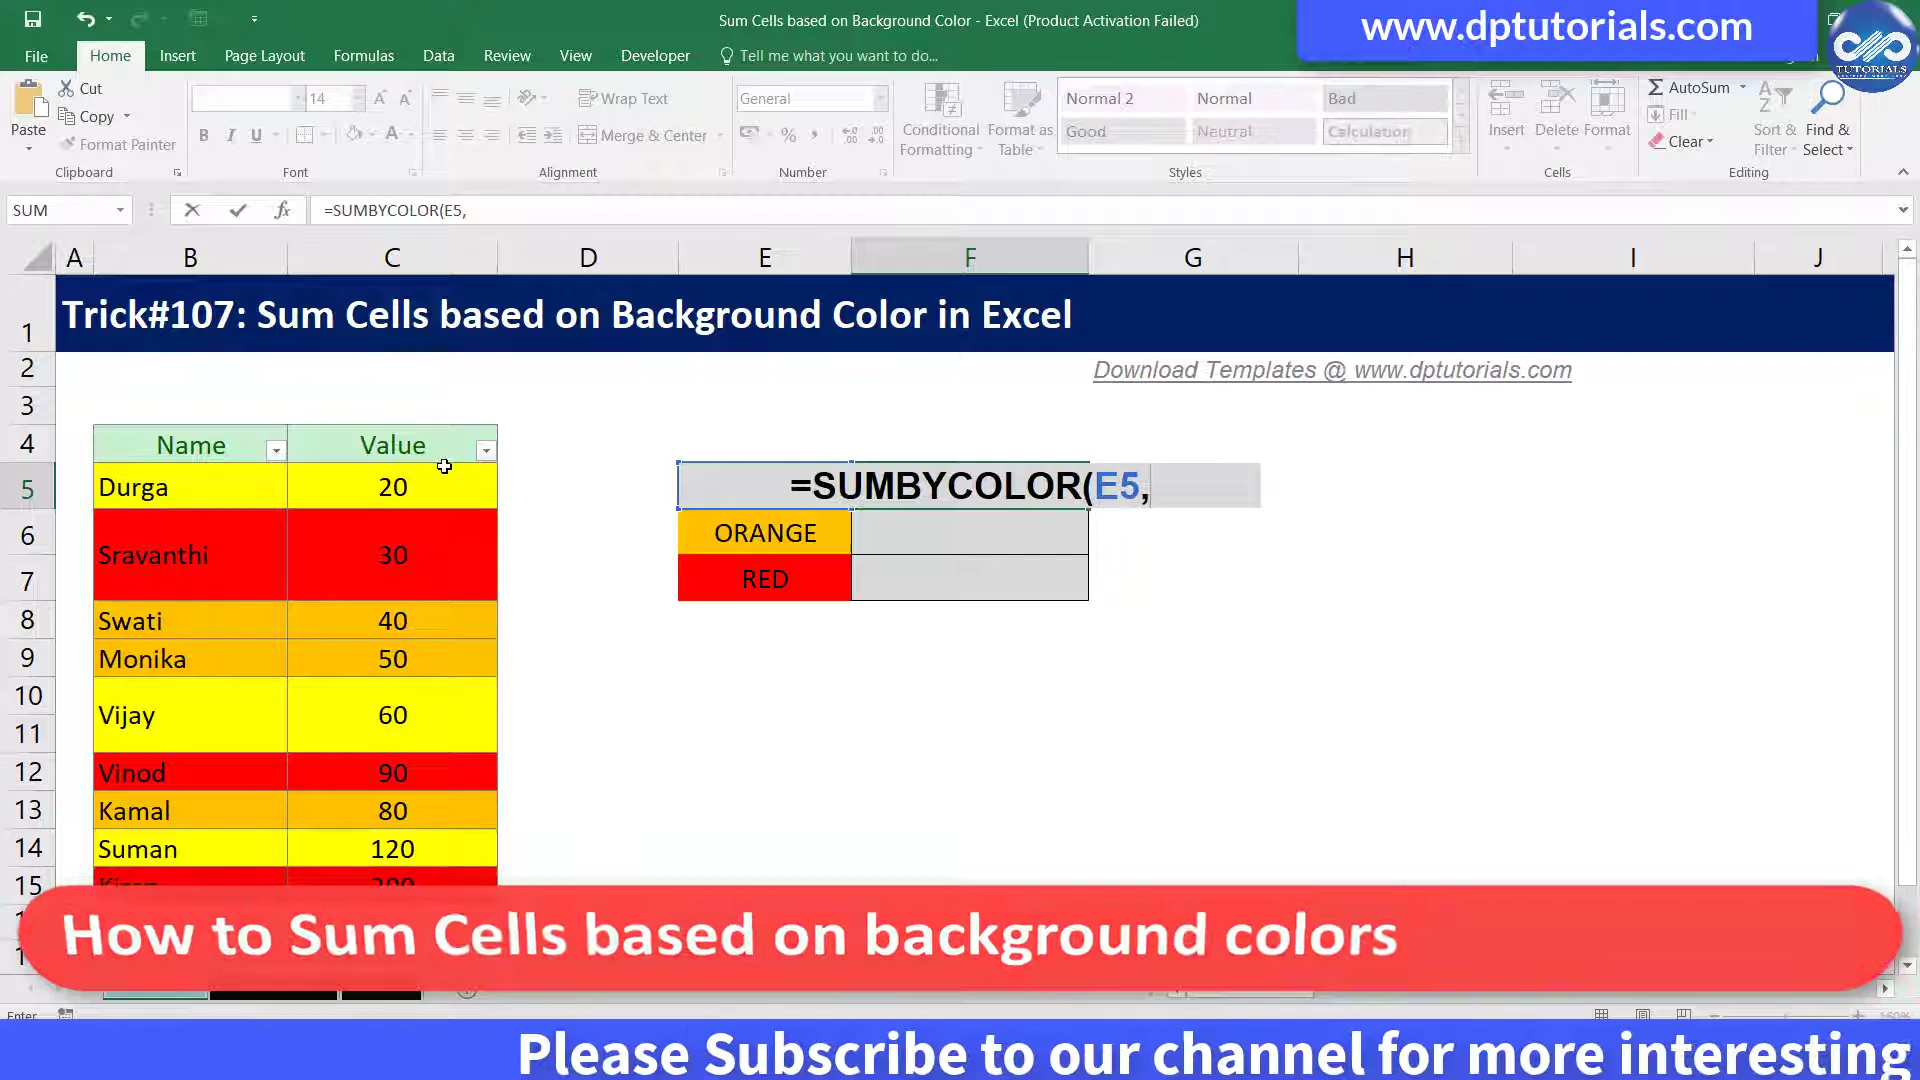 Sum Cells based on Background Color - Excel (Product Activation Failed)
www.dptutorials.com
TUTORIALS
File Home Insert Page Layout Formulas Data Review View Developer Tell me what you want to do...
Paste
Cut
Copy
Format Painter
Clipboard
14
B I U
Font
Wrap Text
Merge & Center
Alignment
General
Number
Conditional Formatting
Format as Table
Normal 2 Normal Bad
Good Neutral Calculation
Styles
Insert Delete Format
Cells
AutoSum
Fill
Clear
Sort & Filter
Find & Select
Editing
SUM fx =SUMBYCOLOR(E5,
A B C D E F G H I J
1 Trick#107: Sum Cells based on Background Color in Excel
2 Download Templates @ www.dptutorials.com
3
4 Name Value
5 Durga 20 =SUMBYCOLOR(E5,
6 ORANGE
Sravanthi 30
7 RED
8 Swati 40
9 Monika 50
10
Vijay 60
11
12 Vinod 90
13 Kamal 80
14 Suman 120
15
How to Sum Cells based on background colors
Enter
Please Subscribe to our channel for more interesting